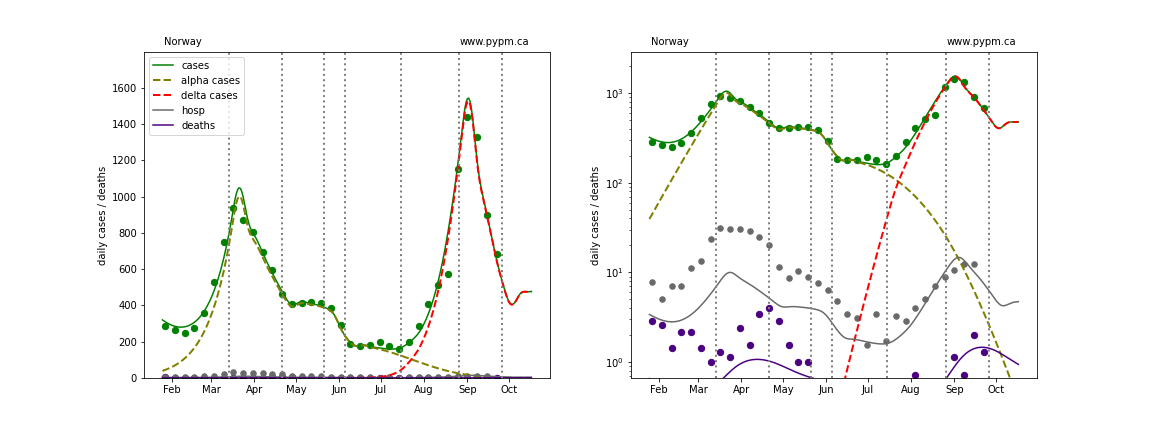 Norway www.pypm.ca
daily cases / deaths
1600
1400
1200
1000
800
600
400
200
0
cases
alpha cases
delta cases
hosp
deaths
Feb Mar Apr May Jun Jul Aug Sep Oct
Norway www.pypm.ca
daily cases / deaths
10³
10²
10¹
10⁰
Feb Mar Apr May Jun Jul Aug Sep Oct